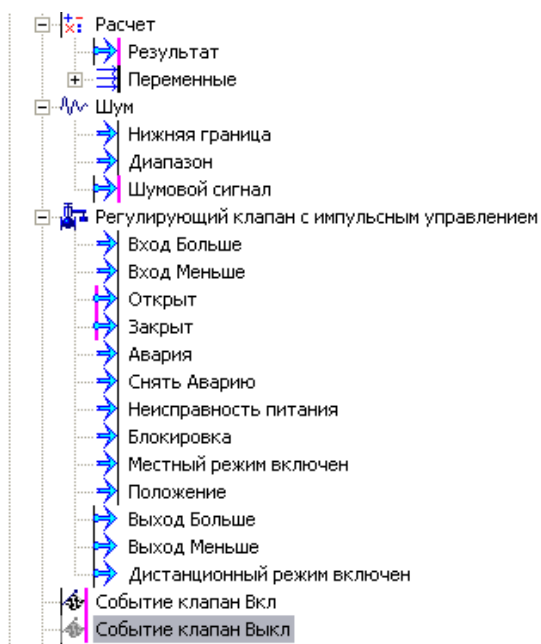 Расчет
Результат
Переменные
Шум
Нижняя граница
Диапазон
Шумовой сигнал
Регулирующий клапан с импульсным управлением
Вход Больше
Вход Меньше
Открыт
Закрыт
Авария
Снять Аварию
Неисправность питания
Блокировка
Местный режим включен
Положение
Выход Больше
Выход Меньше
Дистанционный режим включен
Событие клапан Вкл
Событие клапан Выкл